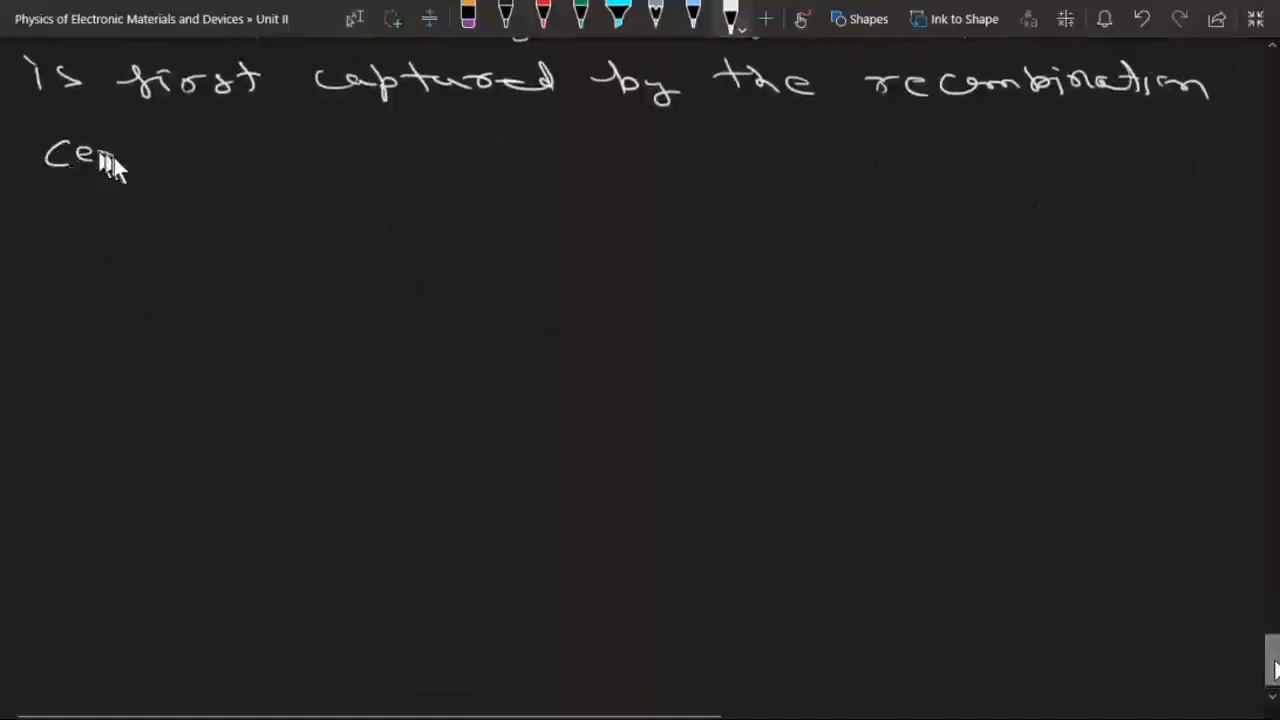 Physics of Electronic Materials and Devices » Unit II
Shapes
Ink to Shape
is first captured by the recombination
Ce